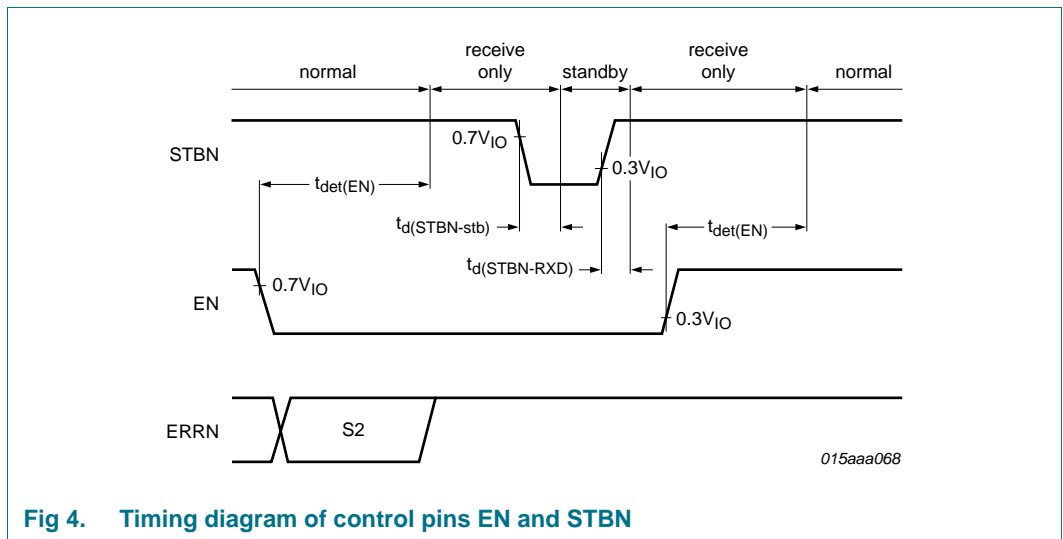 normal
receive
only
standby
receive
only
normal
STBN
0.7VIO
0.3VIO
tdet(EN)
td(STBN-stb)
tdet(EN)
td(STBN-RXD)
EN
0.7VIO
0.3VIO
ERRN
S2
015aaa068
Fig 4. Timing diagram of control pins EN and STBN